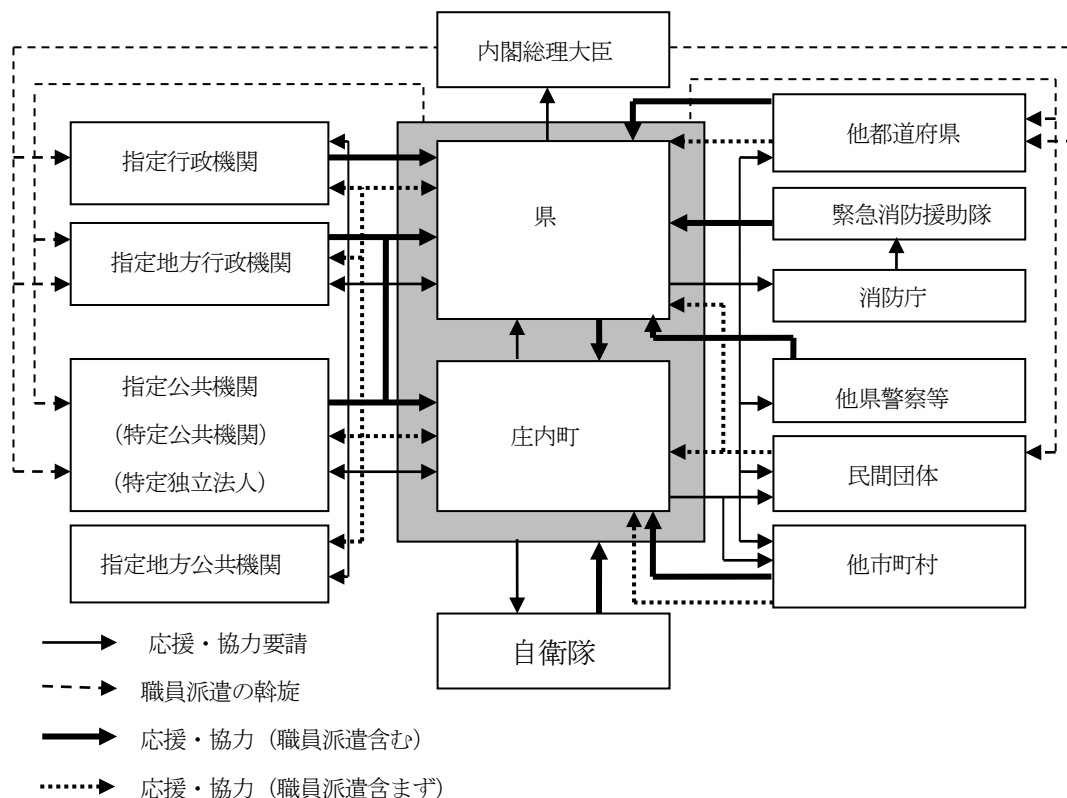 内閣総理大臣
指定行政機関
指定地方行政機関
指定公共機関
（特定公共機関）
（特定独立法人）
指定地方公共機関
県
庄内町
自衛隊
他都道府県
緊急消防援助隊
消防庁
他県警察等
民間団体
他市町村
応援・協力要請
職員派遣の斡旋
応援・協力（職員派遣含む）
応援・協力（職員派遣含まず）